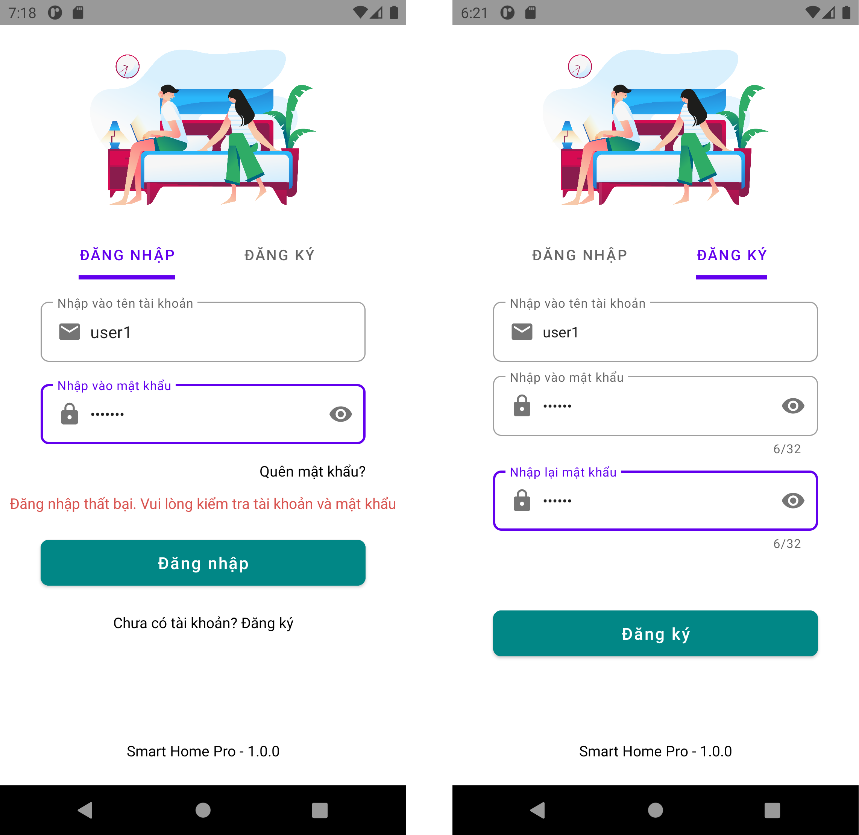 7:18
ĐĂNG NHẬP
ĐĂNG KÝ
Nhập vào tên tài khoản
user1
Nhập vào mật khẩu
•••••••
Quên mật khẩu?
Đăng nhập thất bại. Vui lòng kiểm tra tài khoản và mật khẩu
Đăng nhập
Chưa có tài khoản? Đăng ký
Smart Home Pro - 1.0.0
6:21
ĐĂNG NHẬP
ĐĂNG KÝ
Nhập vào tên tài khoản
user1
Nhập vào mật khẩu
••••••
6/32
Nhập lại mật khẩu
••••••
6/32
Đăng ký
Smart Home Pro - 1.0.0